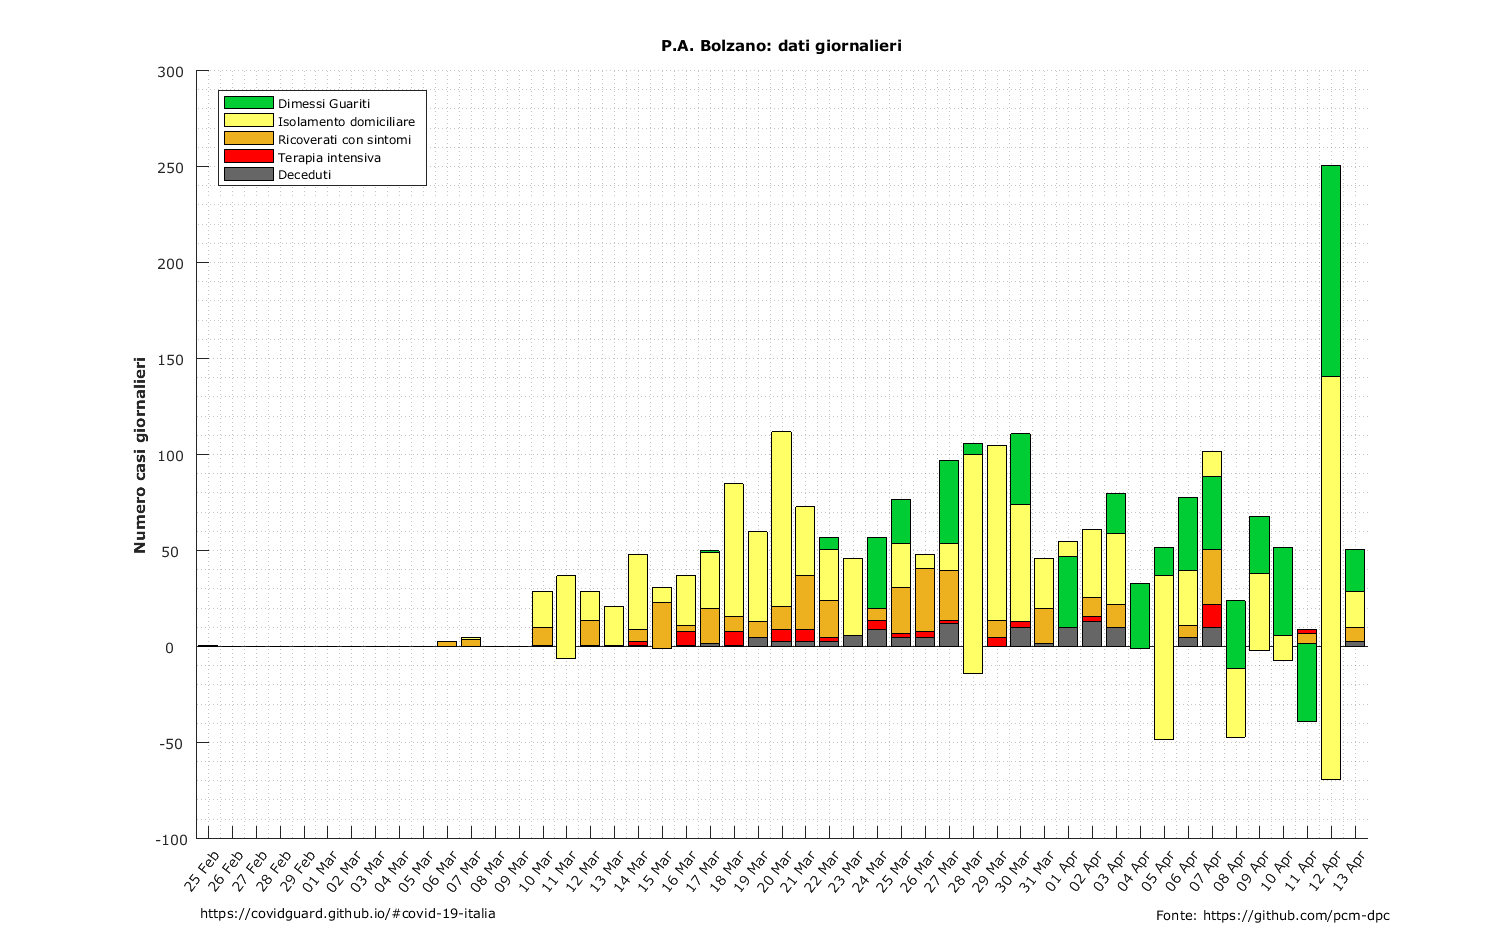 P.A. Bolzano: dati giornalieri
Numero casi giornalieri
300
250
200
150
100
50
0
-50
-100
Dimessi Guariti
Isolamento domiciliare
Ricoverati con sintomi
Terapia intensiva
Deceduti
25 Feb
26 Feb
27 Feb
28 Feb
29 Feb
01 Mar
02 Mar
03 Mar
04 Mar
05 Mar
06 Mar
07 Mar
08 Mar
09 Mar
10 Mar
11 Mar
12 Mar
13 Mar
14 Mar
15 Mar
16 Mar
17 Mar
18 Mar
19 Mar
20 Mar
21 Mar
22 Mar
23 Mar
24 Mar
25 Mar
26 Mar
27 Mar
28 Mar
29 Mar
30 Mar
31 Mar
01 Apr
02 Apr
03 Apr
04 Apr
05 Apr
06 Apr
07 Apr
08 Apr
09 Apr
10 Apr
11 Apr
12 Apr
13 Apr
https://covidguard.github.io/#covid-19-italia
Fonte: https://github.com/pcm-dpc